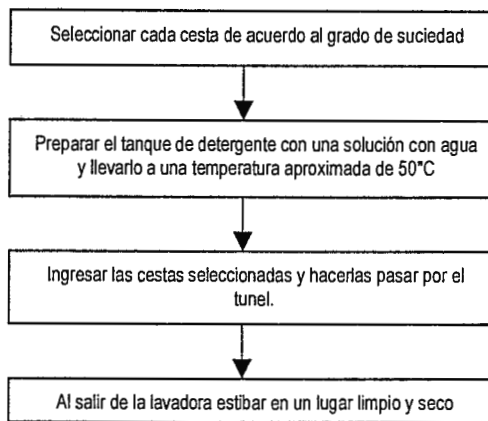 Seleccionar cada cesta de acuerdo al grado de suciedad
Preparar el tanque de detergente con una solución con agua
y llevarlo a una temperatura aproximada de 50°C
Ingresar las cestas seleccionadas y hacerlas pasar por el
tunel.
Al salir de la lavadora estibar en un lugar limpio y seco